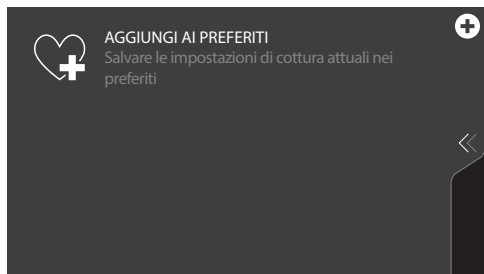 AGGIUNGI AI PREFERITI
Salvare le impostazioni di cottura attuali nei
preferiti